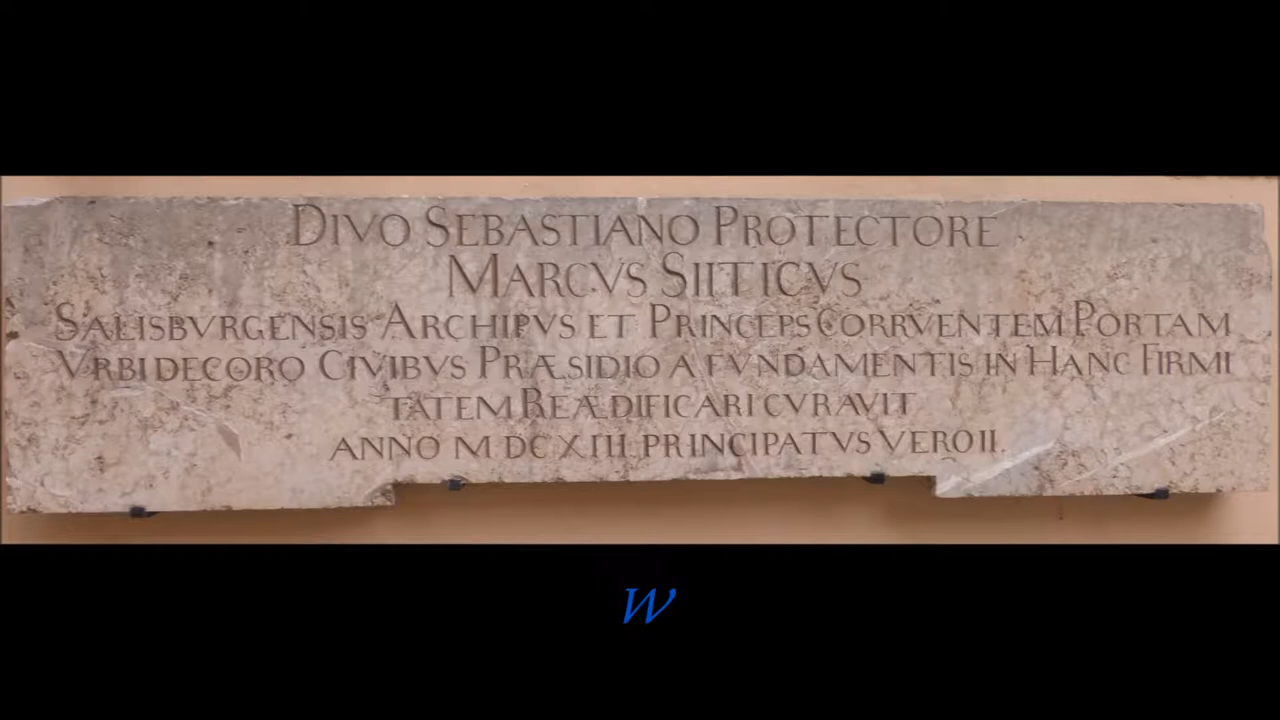 DIVO SEBASTIANO PROTECTORE
MARCVS SIITICVS
SALISBVRGENSIS ARCHIPVS ET PRINCEPS CORRVENTEM PORTAM
VRBI DECORO CIVIBVS PRÆSIDIO A FVNDAMENTIS IN HANC FIRMI
TATEM REÆDIFICARI CVRAVIT
ANNO M DC XIII PRINCIPATVS VERO II.
W